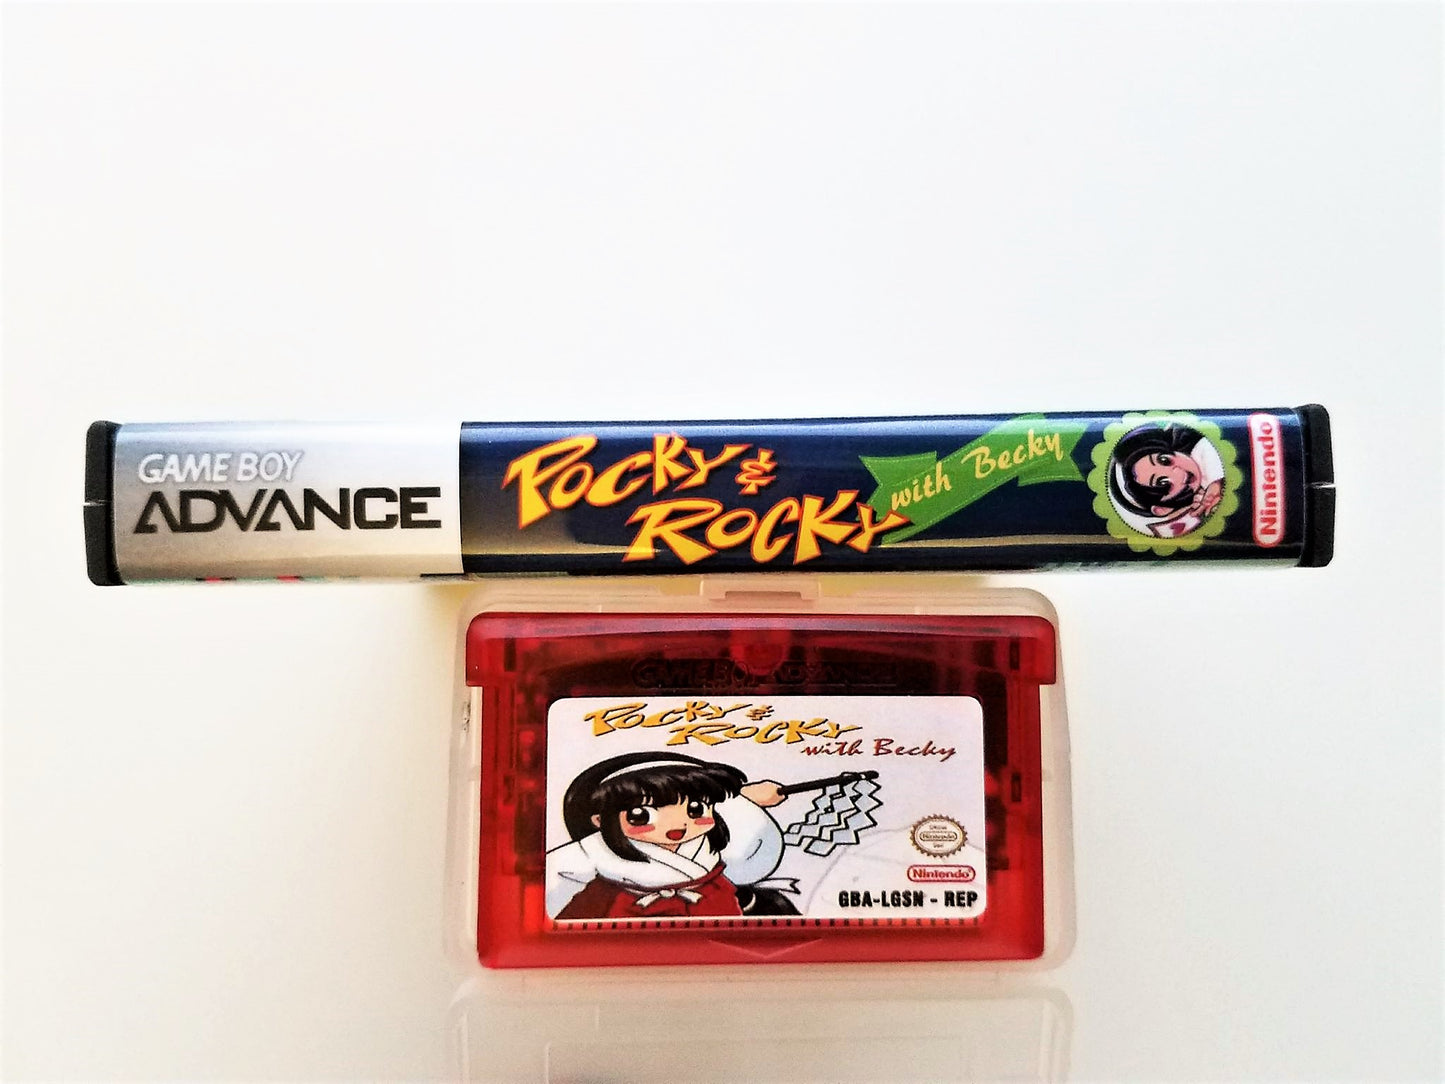 GAME BOY
ADVANCE
POCKY &
ROCKY
with Becky
Nintendo
GAME BOY ADVANCE
POCKY &
ROCKY
with Becky
Nintendo
Nintendo
GBA-LGSN - REP